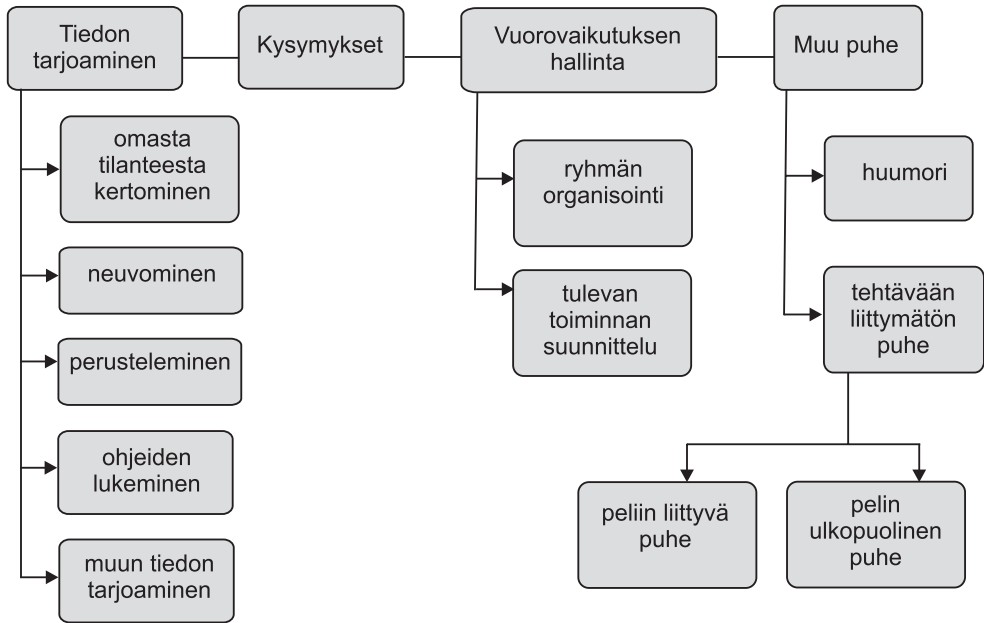 Tiedon
tarjoaminen
Kysymykset
Vuorovaikutuksen
hallinta
Muu puhe
omasta
tilanteesta
kertominen
neuvominen
perusteleminen
ohjeiden
lukeminen
muun tiedon
tarjoaminen
ryhmän
organisointi
tulevan
toiminnan
suunnittelu
huumori
tehtävään
liittymätön
puhe
peliin liittyvä
puhe
pelin
ulkopuolinen
puhe